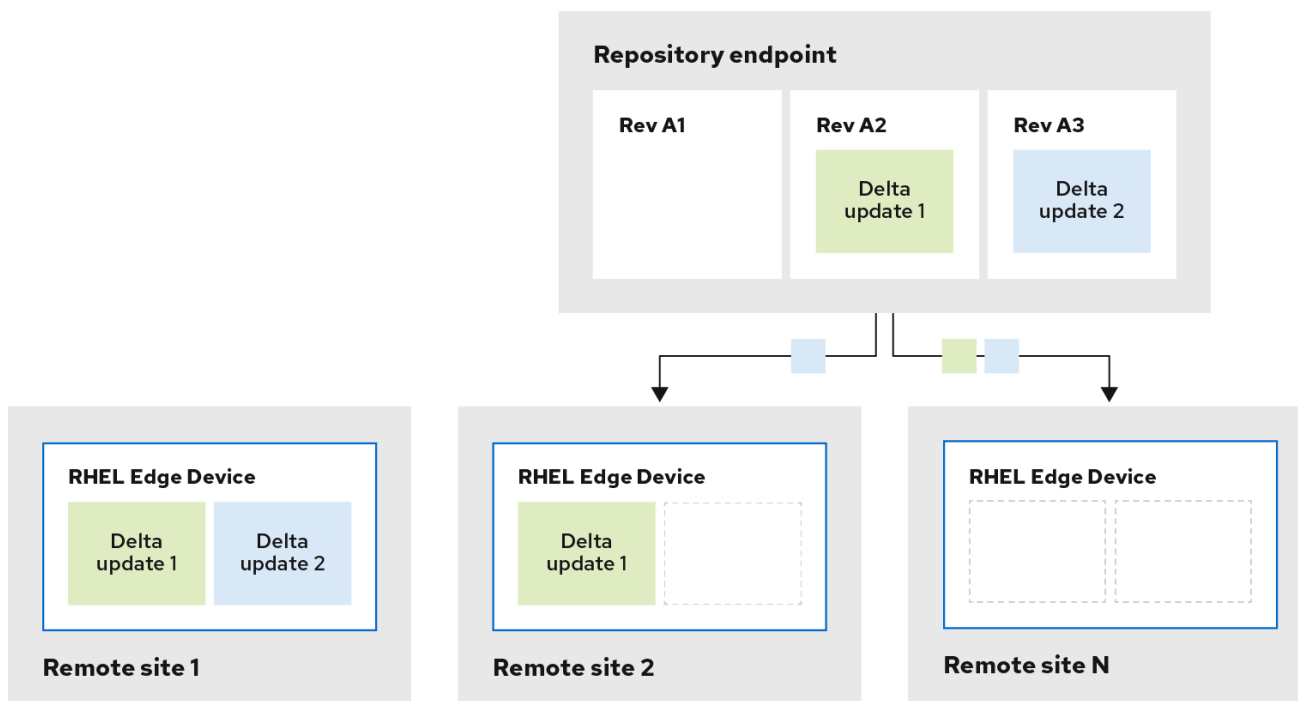 Repository endpoint
Rev A1
Rev A2
Rev A3
Delta
update 1
Delta
update 2
RHEL Edge Device
Delta
update 1
Delta
update 2
Remote site 1
RHEL Edge Device
Delta
update 1
Remote site 2
RHEL Edge Device
Remote site N